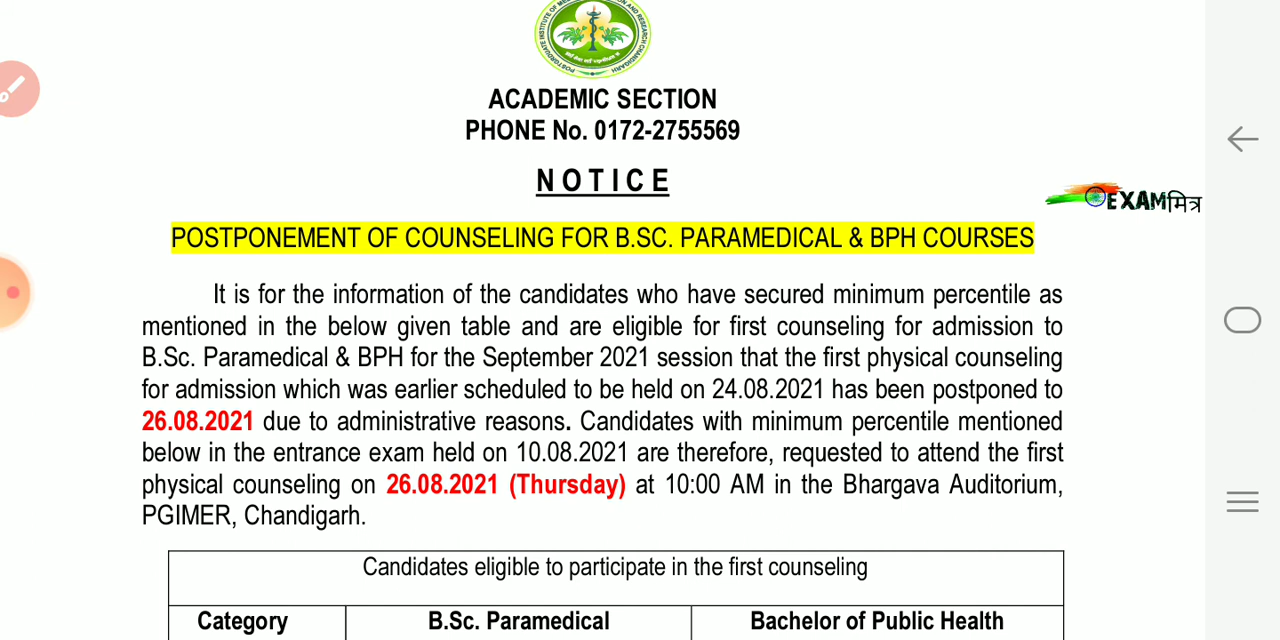 ACADEMIC SECTION
PHONE No. 0172-2755569
NOTICE
EXAMमित्र
POSTPONEMENT OF COUNSELING FOR B.SC. PARAMEDICAL & BPH COURSES
It is for the information of the candidates who have secured minimum percentile as
mentioned in the below given table and are eligible for first counseling for admission to
B.Sc. Paramedical & BPH for the September 2021 session that the first physical counseling
for admission which was earlier scheduled to be held on 24.08.2021 has been postponed to
26.08.2021 due to administrative reasons. Candidates with minimum percentile mentioned
below in the entrance exam held on 10.08.2021 are therefore, requested to attend the first
physical counseling on 26.08.2021 (Thursday) at 10:00 AM in the Bhargava Auditorium,
PGIMER, Chandigarh.
Candidates eligible to participate in the first counseling
Category B.Sc. Paramedical Bachelor of Public Health